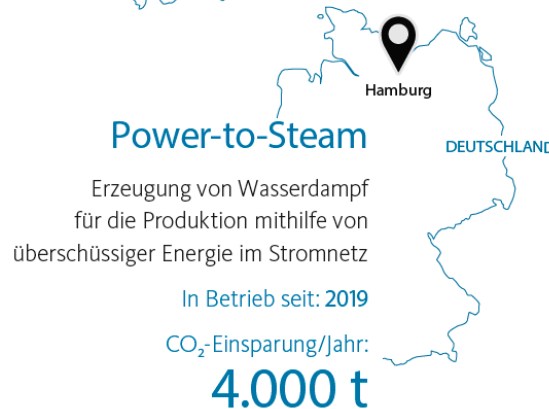 Hamburg
Power-to-Steam
DEUTSCHLAND
Erzeugung von Wasserdampf
für die Produktion mithilfe von
überschüssiger Energie im Stromnetz
In Betrieb seit: 2019
CO₂-Einsparung/Jahr:
4.000 t